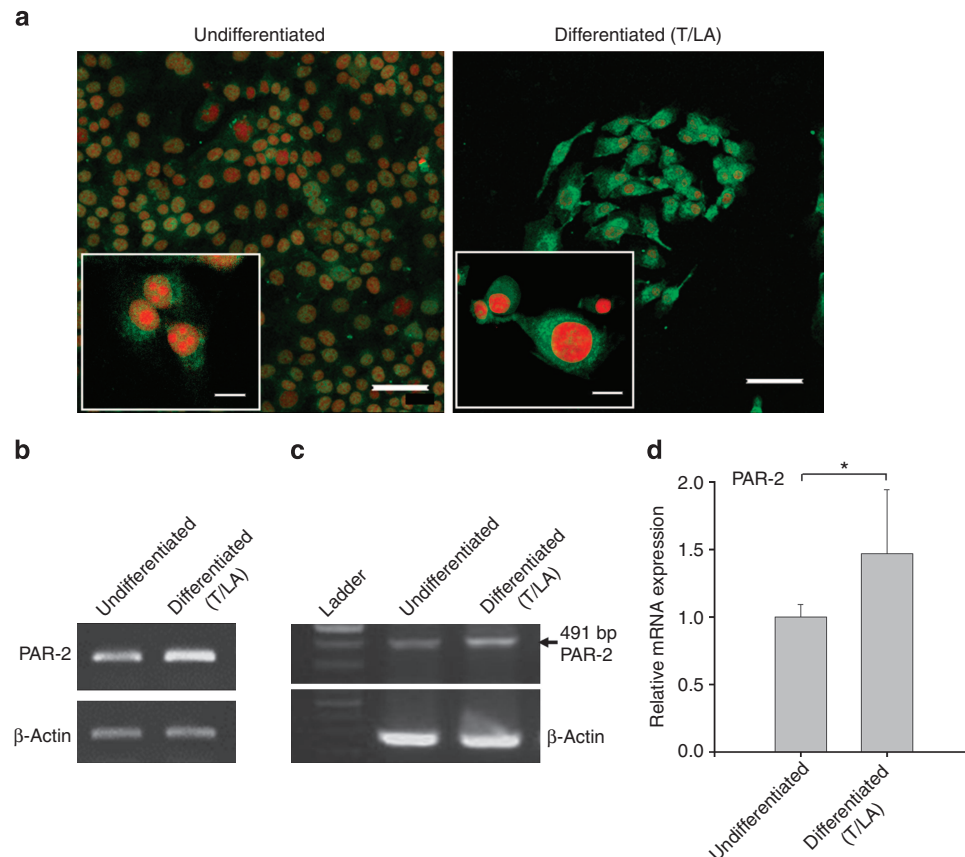 a
Undifferentiated
Differentiated (T/LA)
b
Undifferentiated
Differentiated
(T/LA)
PAR-2
β-Actin
c
Ladder
Undifferentiated
Differentiated
(T/LA)
491 bp
PAR-2
β-Actin
d
PAR-2
*
Relative mRNA expression
2.0
1.5
1.0
0.5
0.0
Undifferentiated
Differentiated
(T/LA)